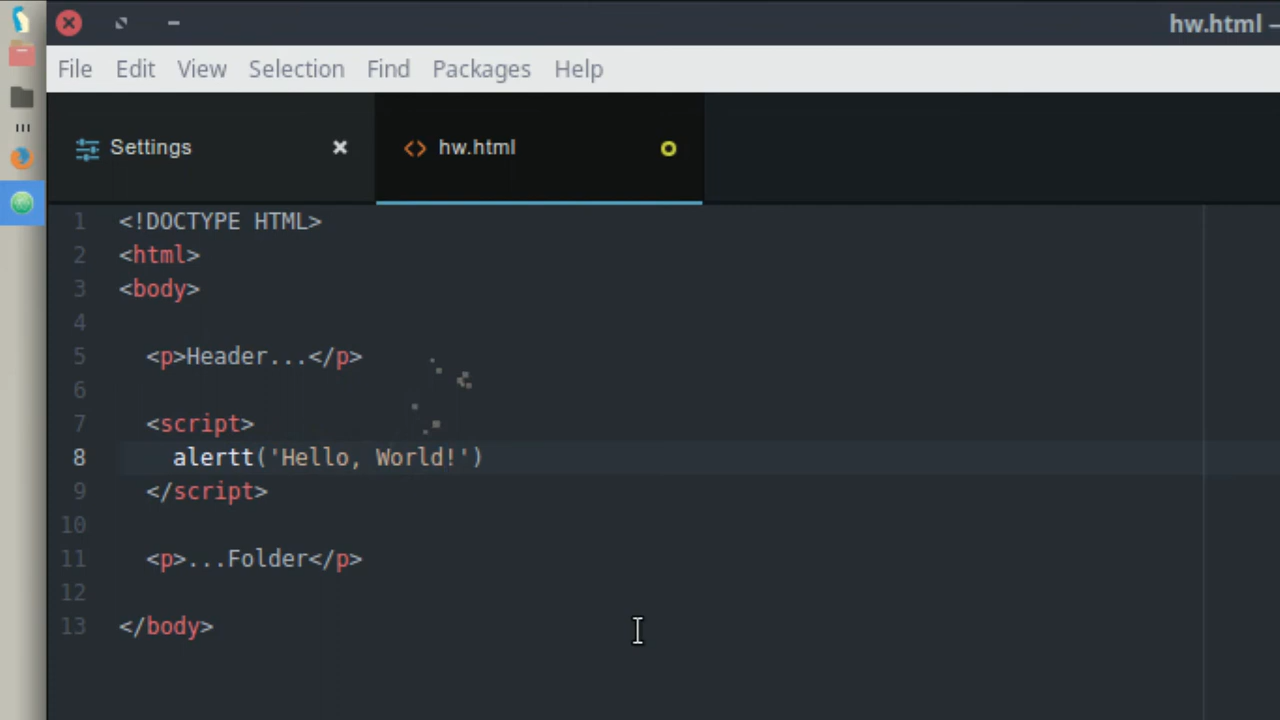 hw.html –
File Edit View Selection Find Packages Help
Settings hw.html
1 <!DOCTYPE HTML>
2 <html>
3 <body>
4
5 <p>Header...</p>
6
7 <script>
8 alertt('Hello, World!')
9 </script>
10
11 <p>...Folder</p>
12
13 </body>